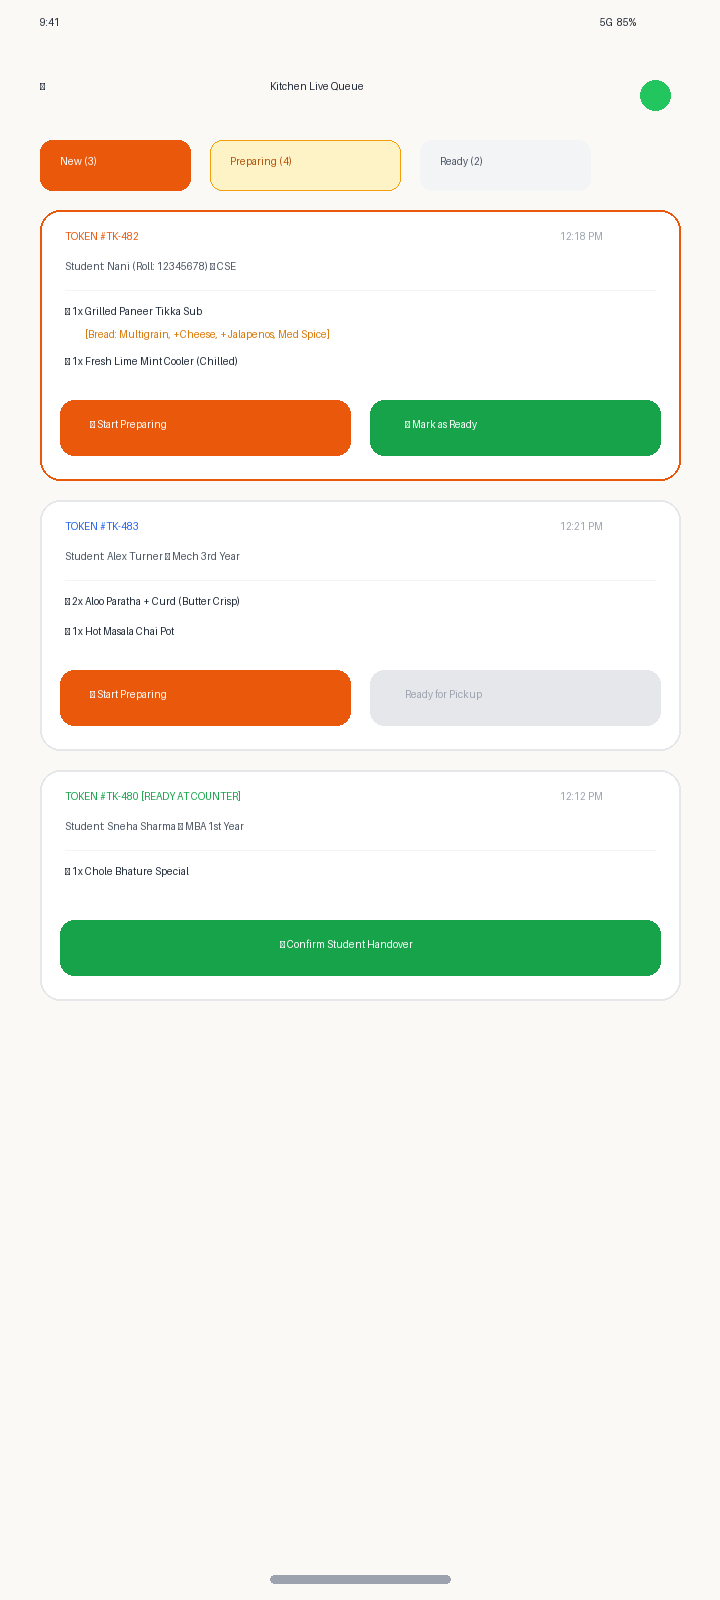 9:41 5G 85%
Kitchen Live Queue
New (3) Preparing (4) Ready (2)
TOKEN #TK-482 12:18 PM
Student: Nani (Roll: 12345678) CSE
1x Grilled Paneer Tikka Sub
[Bread: Multigrain, +Cheese, +Jalapenos, Med Spice]
1x Fresh Lime Mint Cooler (Chilled)
Start Preparing Mark as Ready
TOKEN #TK-483 12:21 PM
Student: Alex Turner Mech 3rd Year
2x Aloo Paratha + Curd (Butter Crisp)
1x Hot Masala Chai Pot
Start Preparing Ready for Pickup
TOKEN #TK-480 [READY AT COUNTER] 12:12 PM
Student: Sneha Sharma MBA 1st Year
1x Chole Bhature Special
Confirm Student Handover